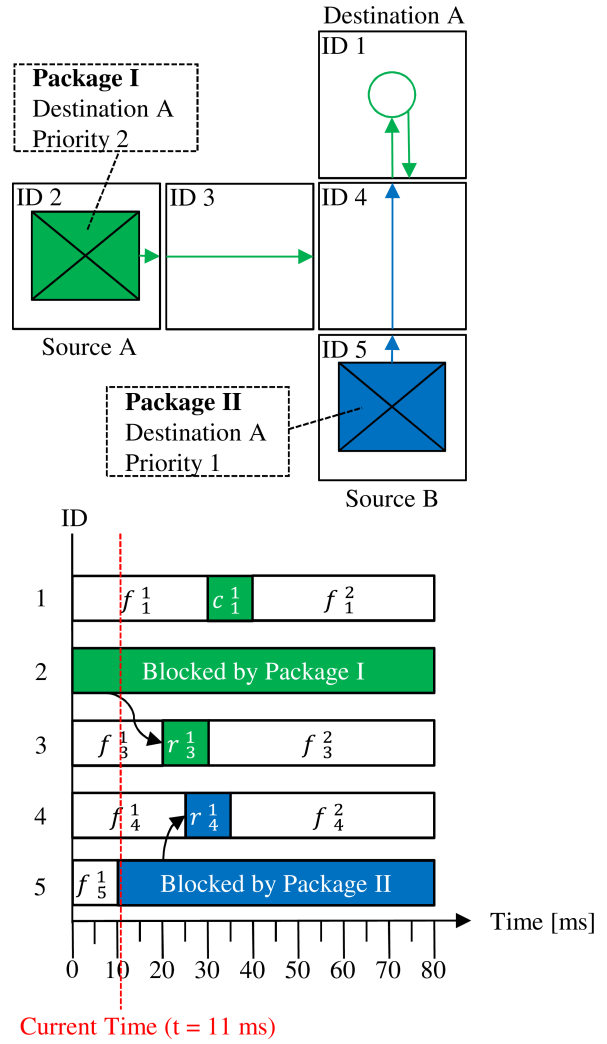 Destination A
ID 1
Package I
Destination A
Priority 2
ID 2
ID 3
ID 4
Source A
ID 5
Package II
Destination A
Priority 1
Source B
ID
1
f 1 1
c 1 1
f 2 1
2
Blocked by Package I
3
f 1 3
r 1 3
f 2 3
4
f 1 4
r 1 4
f 2 4
5
f 1 5
Blocked by Package II
Time [ms]
0 10 20 30 40 50 60 70 80
Current Time (t = 11 ms)